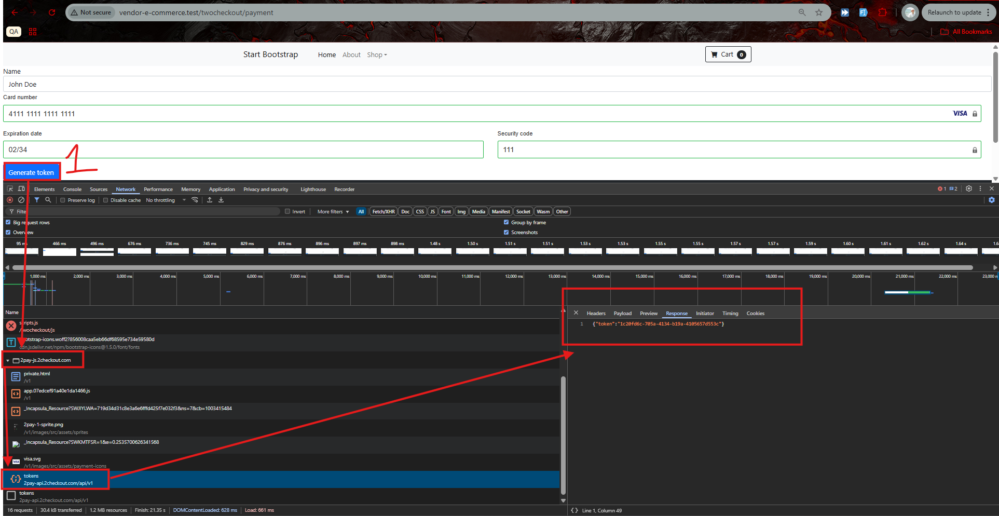 Not secure vendor-e-commerce.test/twocheckout/payment Relaunch to update
QA All Bookmarks
Start Bootstrap Home About Shop Cart 0
Name
John Doe
Card number
4111 1111 1111 1111 VISA
Expiration date Security code
02/34 111
1
Generate token
Elements Console Sources Network Performance Memory Application Privacy and security Lighthouse Recorder 1 2
Preserve log Disable cache No throttling
Filte Invert More filters All Fetch/XHR Doc CSS JS Font Img Media Manifest Socket Wasm Other
Big request rows Group by frame
Overview Screenshots
95 m 466 ms 496 ms 676 ms 736 ms 745 ms 829 ms 876 ms 896 ms 897 ms 898 ms 1.48 s 1.50 s 1.51 s 1.51 s 1.53 s 1.53 s 1.55 s 1.55 s 1.57 s 1.57 s 1.59 s 1.60 s 1.61 s 1.62 s 1.64 s 1.6
1,000 ms 2,000 ms 3,000 ms 4,000 ms 5,000 ms 6,000 ms 7,000 ms 8,000 ms 9,000 ms 10,000 ms 11,000 ms 12,000 ms 13,000 ms 14,000 ms 15,000 ms 16,000 ms 17,000 ms 18,000 ms 19,000 ms 20,000 ms 21,000 ms 22,000 ms 23,000 m
Name
scripts.js
/twocheckout/js
bootstrap-icons.woff2?856008caa5eb66df68595e734e59580d
cdn.jsdelivr.net/npm/bootstrap-icons@1.5.0/font/fonts
2pay-js.2checkout.com
private.html
/v1
app.07edcef91a40e1da1466.js
/v1
_Incapsula_Resource?SWJIYLWA=719d34d31c8e3a6e6fffd425f7e032f3&ns=7&cb=1003415484
2pay-1-sprite.png
/v1/images/src/assets/sprites
_Incapsula_Resource?SWKMTFSR=1&e=0.2535700626341568
VISA visa.svg
/v1/images/src/assets/payment-icons
tokens
2pay-api.2checkout.com/api/v1
tokens
2pay-api.2checkout.com/api/v1
Headers Payload Preview Response Initiator Timing Cookies
1 {"token":"1c20fd6c-705a-4134-b19a-4105657d553c"}
16 requests 30.4 kB transferred 1.2 MB resources Finish: 21.35 s DOMContentLoaded: 628 ms Load: 661 ms
{} Line 1, Column 49